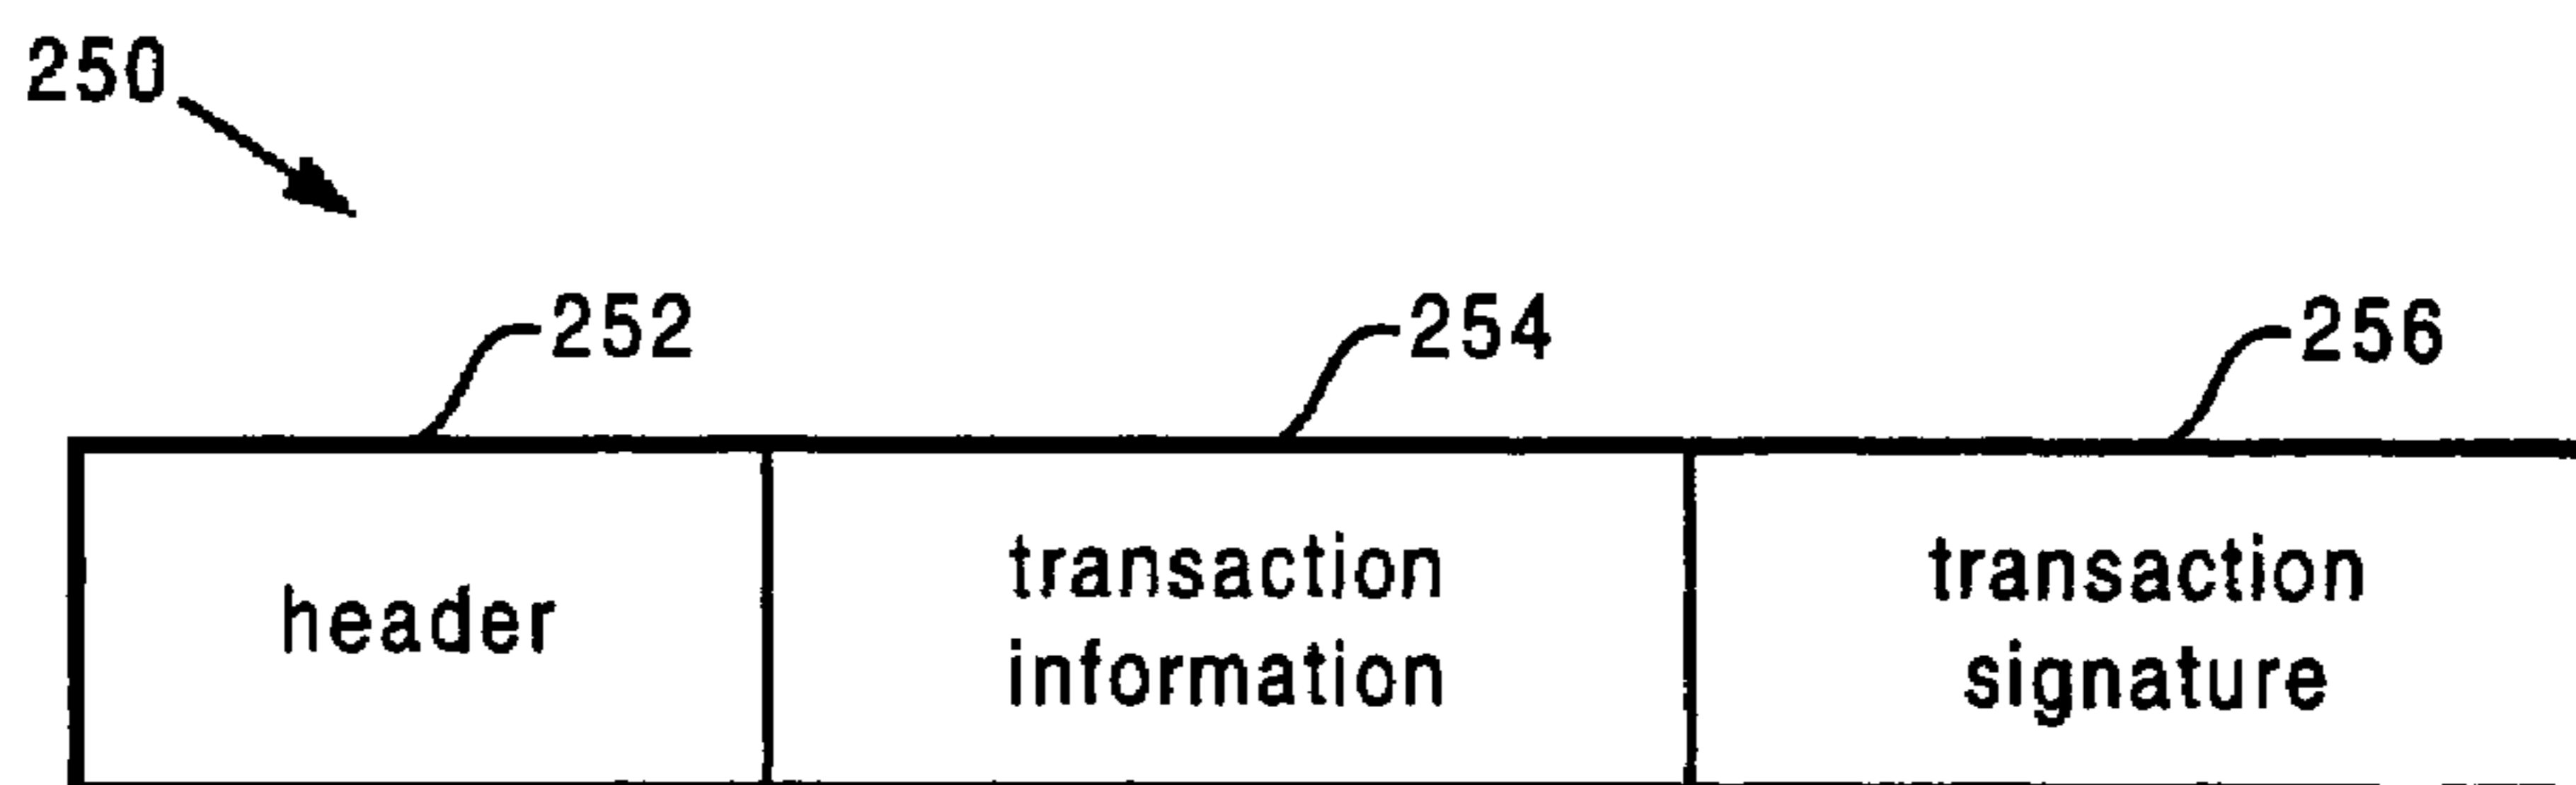 250
252
254
256
header
transaction
information
transaction
signature